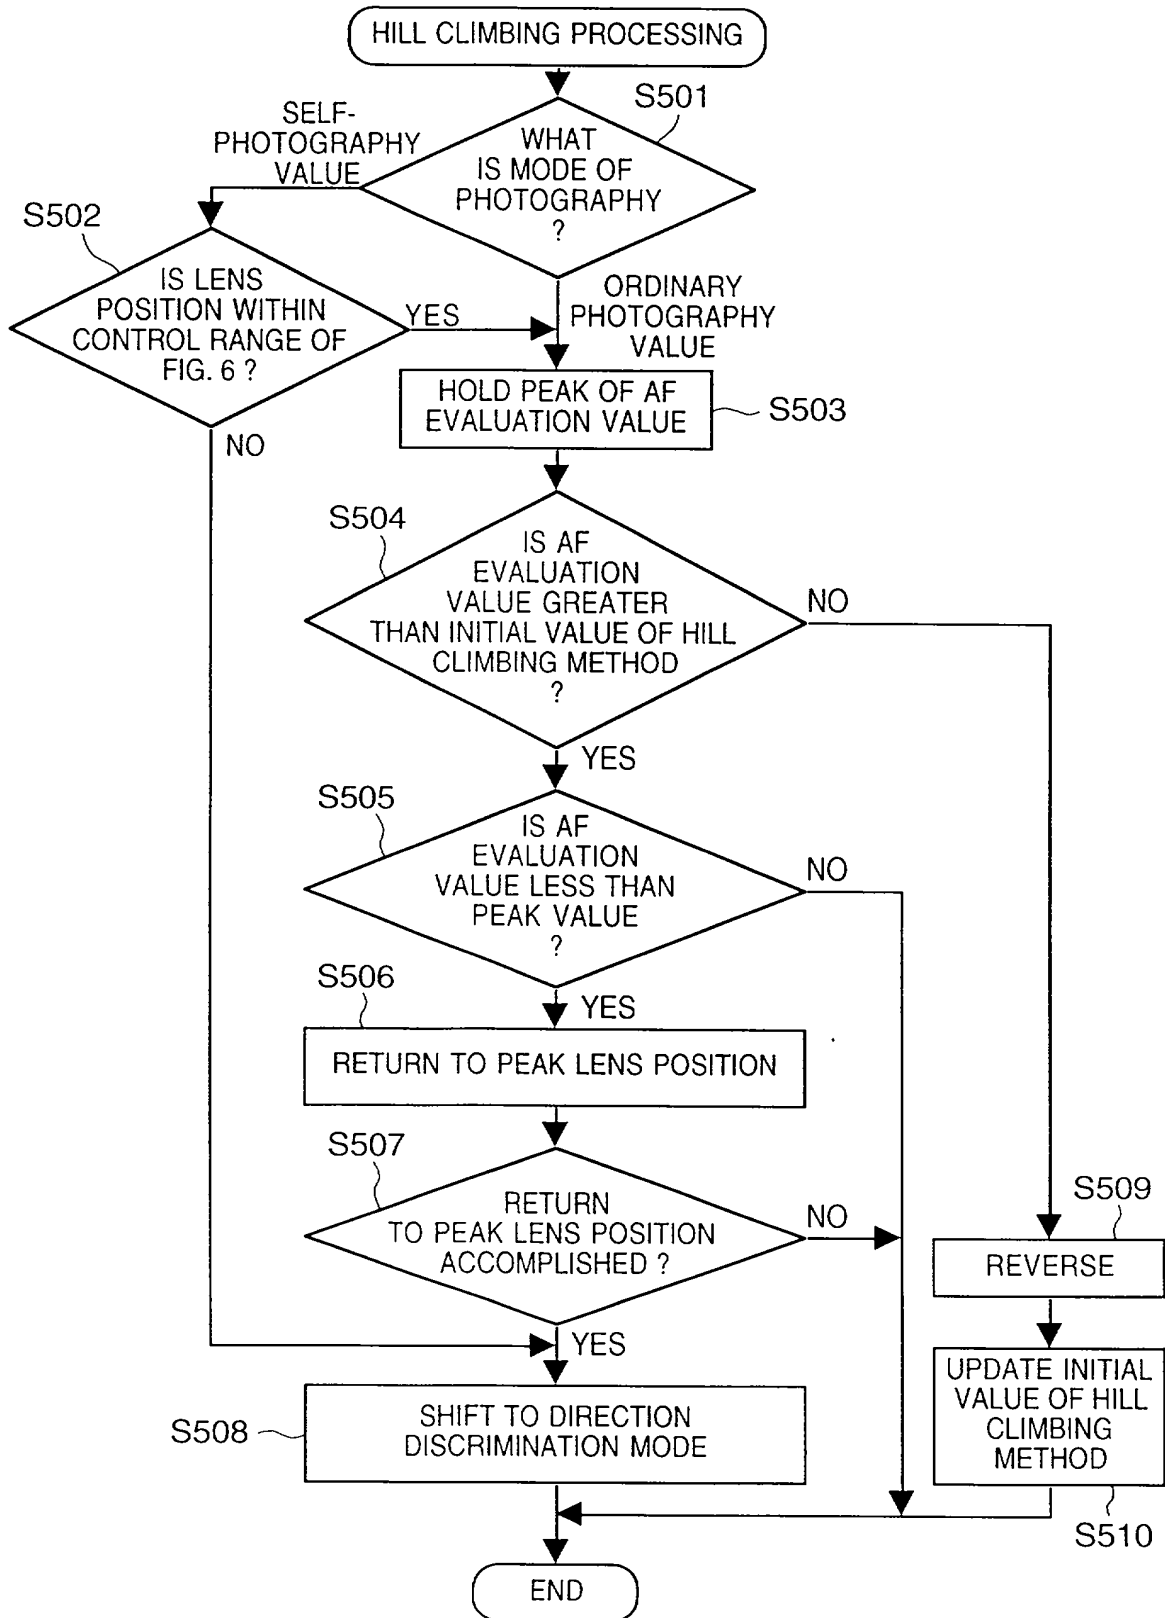 HILL CLIMBING PROCESSING
S501
SELF-
PHOTOGRAPHY
VALUE
WHAT
IS MODE OF
PHOTOGRAPHY
?
S502
IS LENS
POSITION WITHIN
CONTROL RANGE OF
FIG. 6 ?
YES
ORDINARY
PHOTOGRAPHY
VALUE
NO
HOLD PEAK OF AF
EVALUATION VALUE
S503
S504
IS AF
EVALUATION
VALUE GREATER
THAN INITIAL VALUE OF HILL
CLIMBING METHOD
?
NO
YES
S505
IS AF
EVALUATION
VALUE LESS THAN
PEAK VALUE
?
NO
YES
S506
RETURN TO PEAK LENS POSITION
S507
RETURN
TO PEAK LENS POSITION
ACCOMPLISHED ?
NO
YES
S509
REVERSE
S508
SHIFT TO DIRECTION
DISCRIMINATION MODE
UPDATE INITIAL
VALUE OF HILL
CLIMBING
METHOD
S510
END